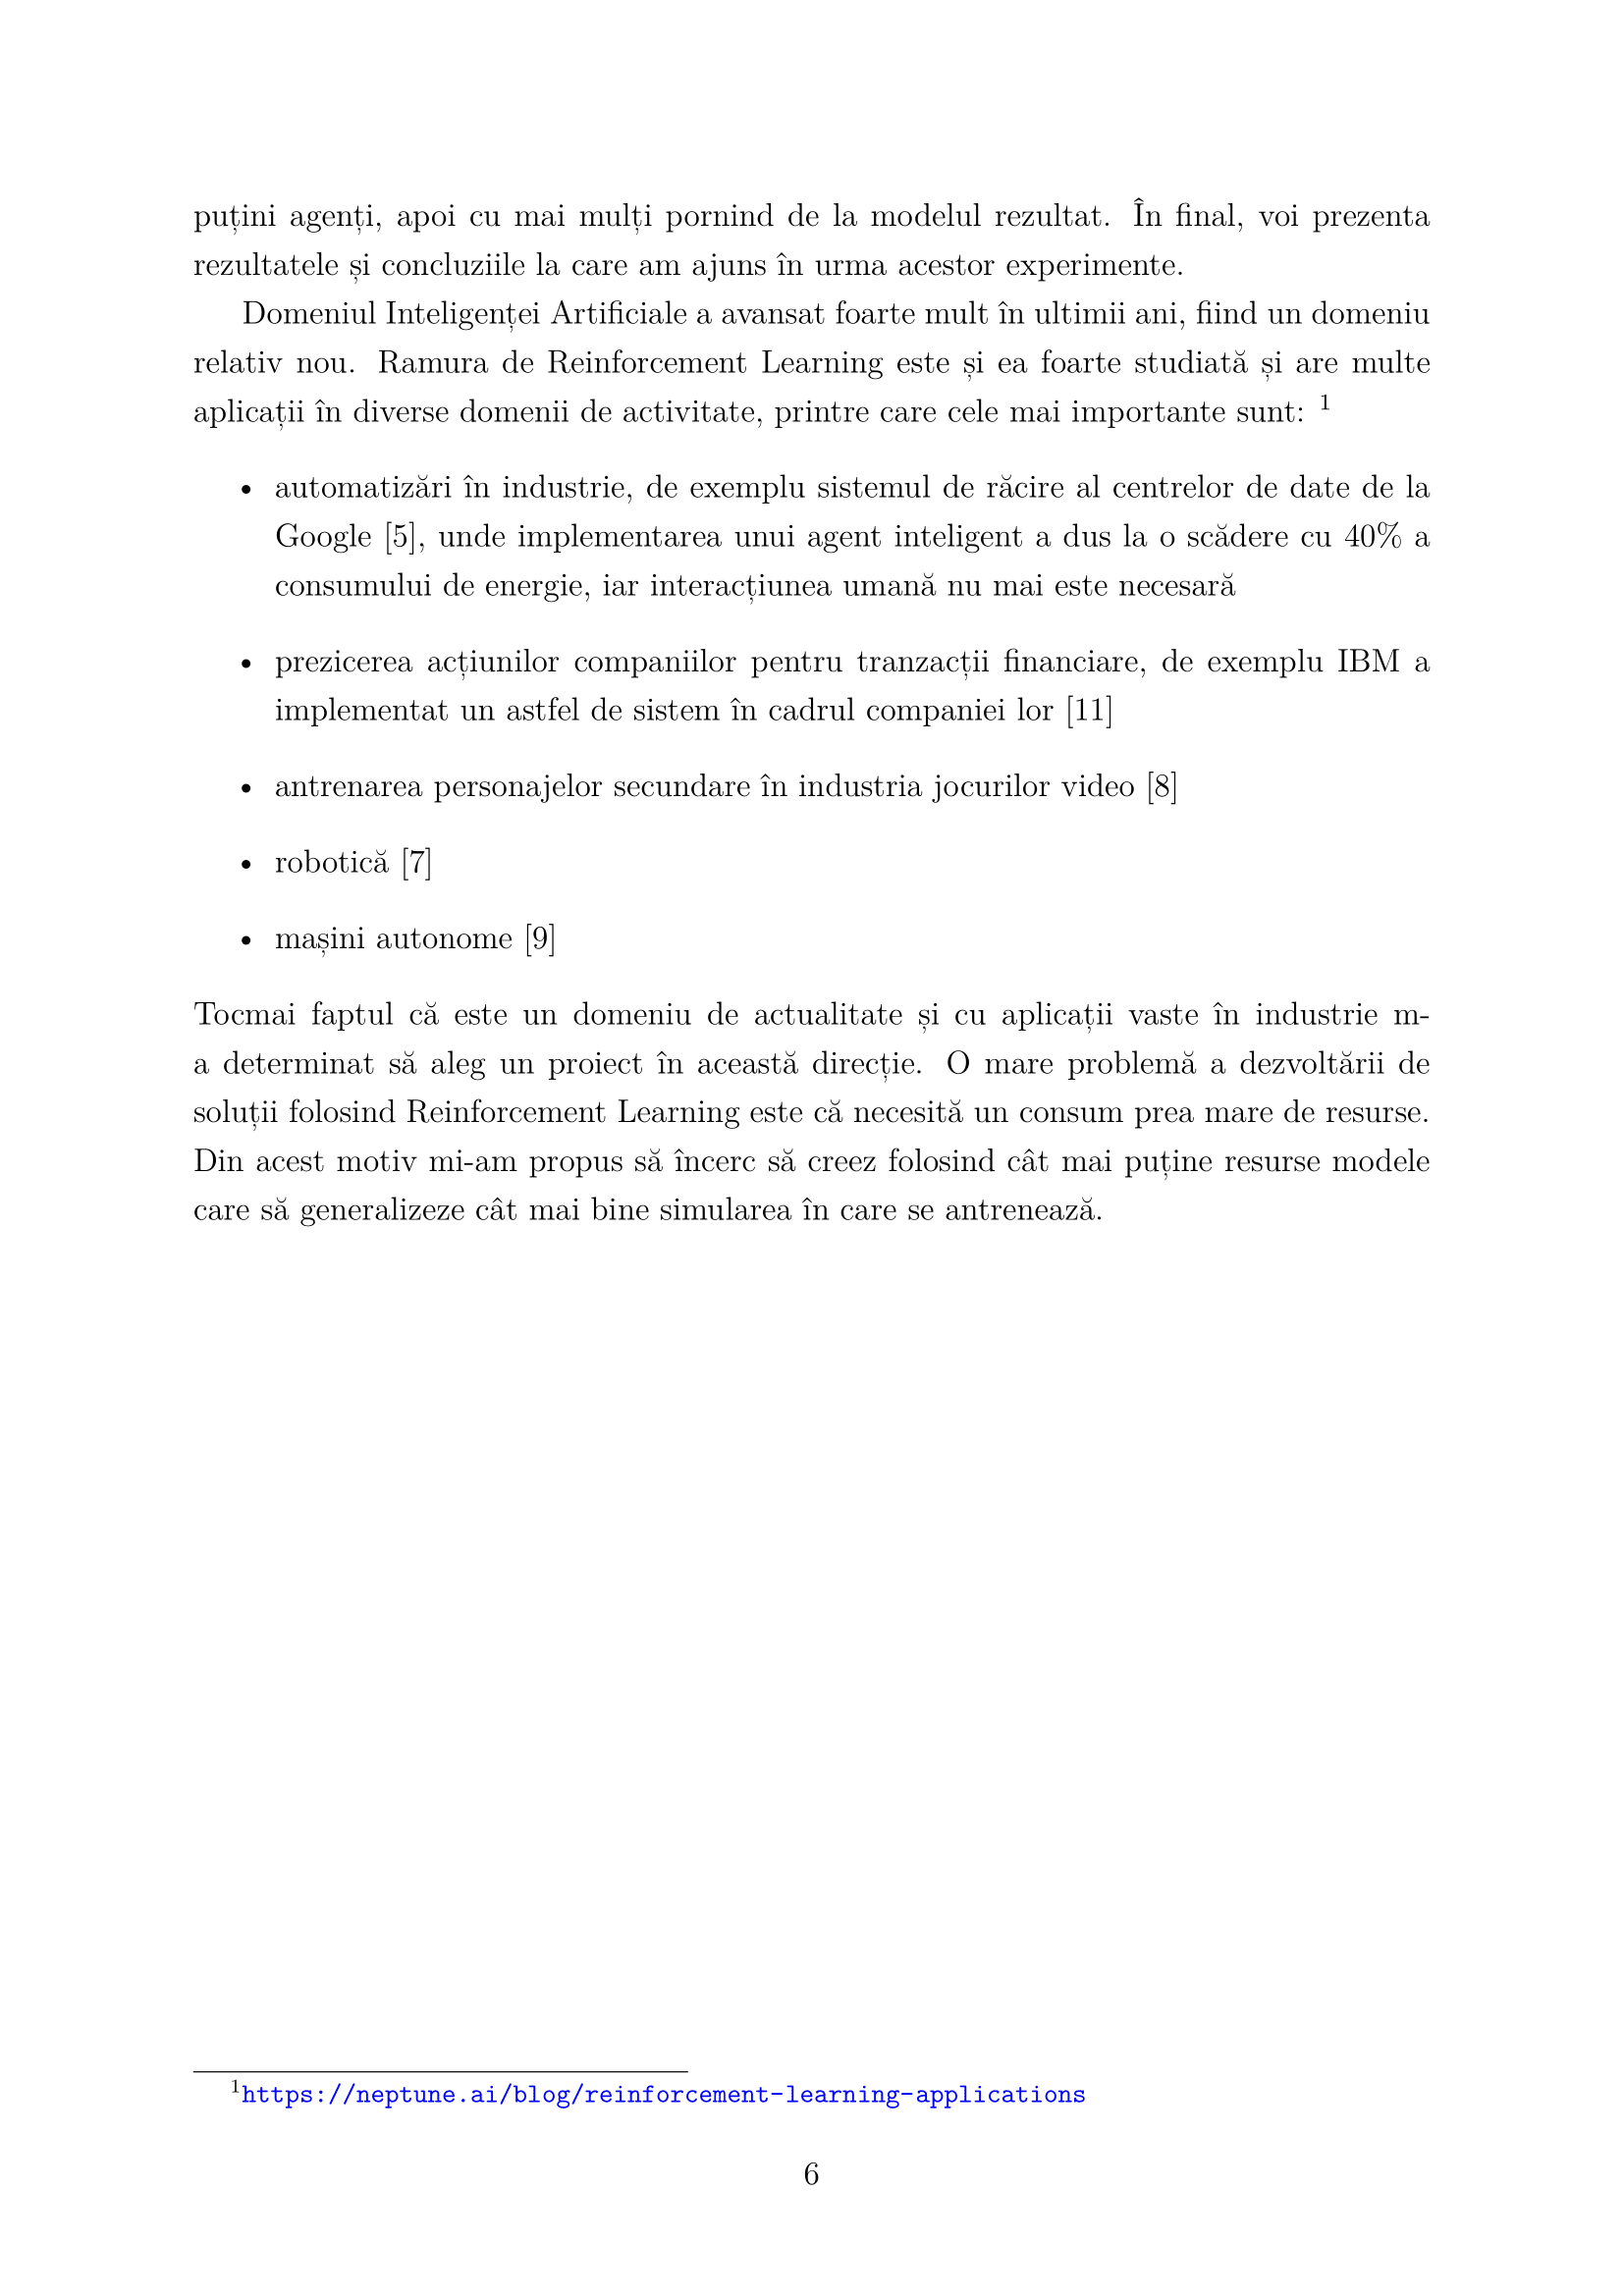 puțini agenți, apoi cu mai mulți pornind de la modelul rezultat. În final, voi prezenta
rezultatele și concluziile la care am ajuns în urma acestor experimente.
Domeniul Inteligenței Artificiale a avansat foarte mult în ultimii ani, fiind un domeniu
relativ nou. Ramura de Reinforcement Learning este și ea foarte studiată și are multe
aplicații în diverse domenii de activitate, printre care cele mai importante sunt: 1
• automatizări în industrie, de exemplu sistemul de răcire al centrelor de date de la
Google [5], unde implementarea unui agent inteligent a dus la o scădere cu 40% a
consumului de energie, iar interacțiunea umană nu mai este necesară
• prezicerea acțiunilor companiilor pentru tranzacții financiare, de exemplu IBM a
implementat un astfel de sistem în cadrul companiei lor [11]
• antrenarea personajelor secundare în industria jocurilor video [8]
• robotică [7]
• mașini autonome [9]
Tocmai faptul că este un domeniu de actualitate și cu aplicații vaste în industrie m-
a determinat să aleg un proiect în această direcție. O mare problemă a dezvoltării de
soluții folosind Reinforcement Learning este că necesită un consum prea mare de resurse.
Din acest motiv mi-am propus să încerc să creez folosind cât mai puține resurse modele
care să generalizeze cât mai bine simularea în care se antrenează.
1https://neptune.ai/blog/reinforcement-learning-applications
6